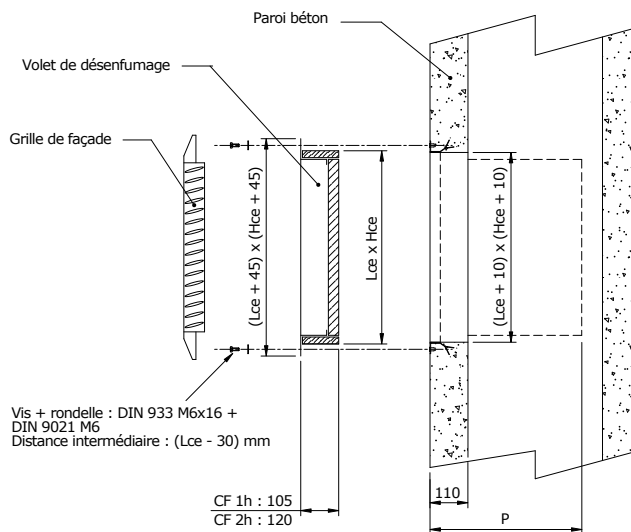 Paroi béton
Volet de désenfumage
Grille de façade
(Lce + 45) x (Hce + 45)
Lce x Hce
(Lce + 10) x (Hce + 10)
Vis + rondelle : DIN 933 M6x16 +
DIN 9021 M6
Distance intermédiaire : (Lce - 30) mm
CF 1h : 105
CF 2h : 120
110
P